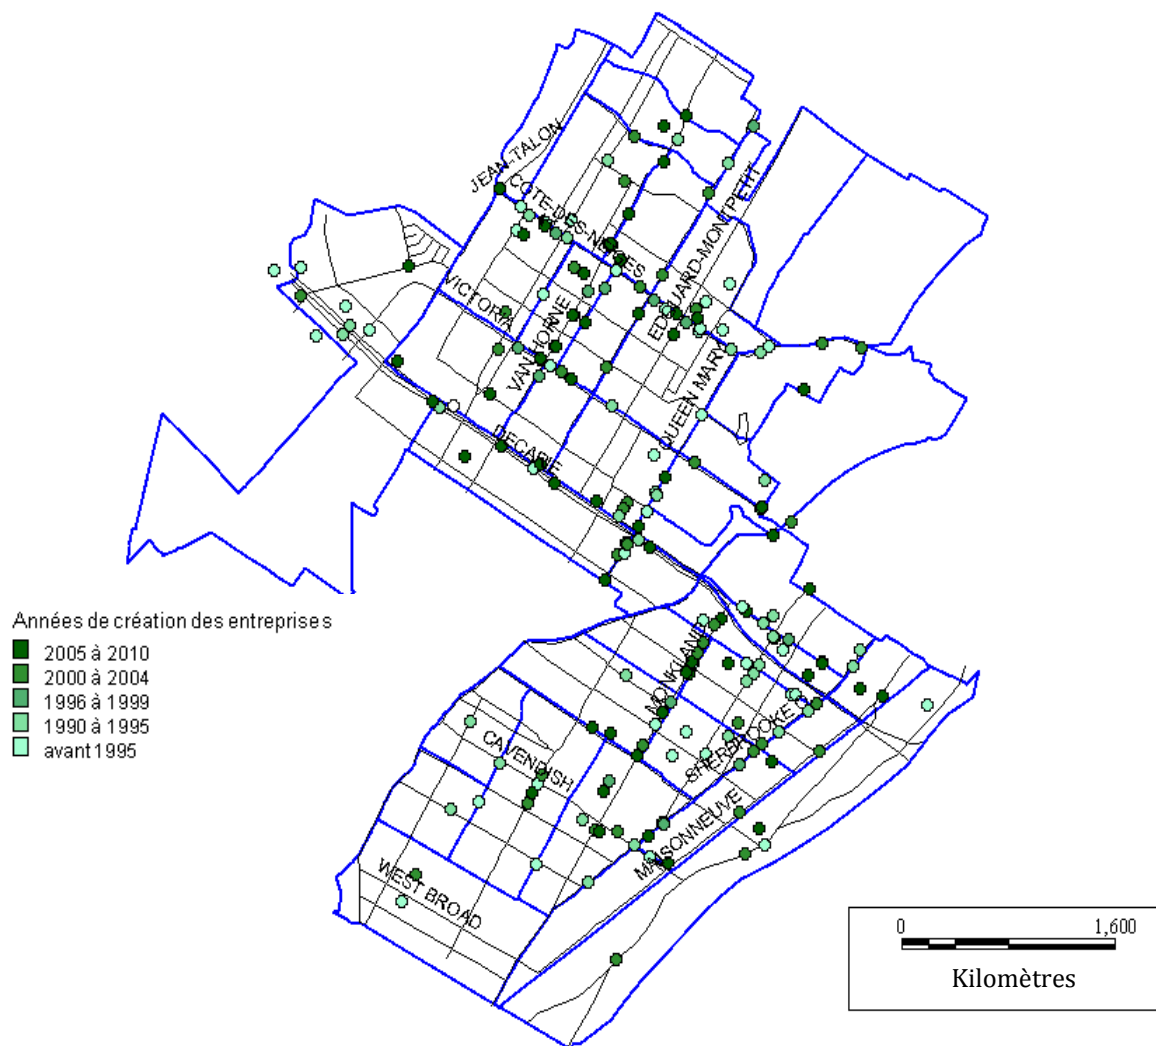 JEAN-TALON
COTE-DES-NEIGES
EDOUARD-MONTPETIT
VICTORIA
VAN HORNE
QUEEN MARY
DECARIE
Années de création des entreprises
2005 à 2010
2000 à 2004
1996 à 1999
1990 à 1995
avant 1995
MONKLAND
SHERBROOKE
CAVENDISH
MAISONNEUVE
WEST BROAD
0 1,600
Kilomètres